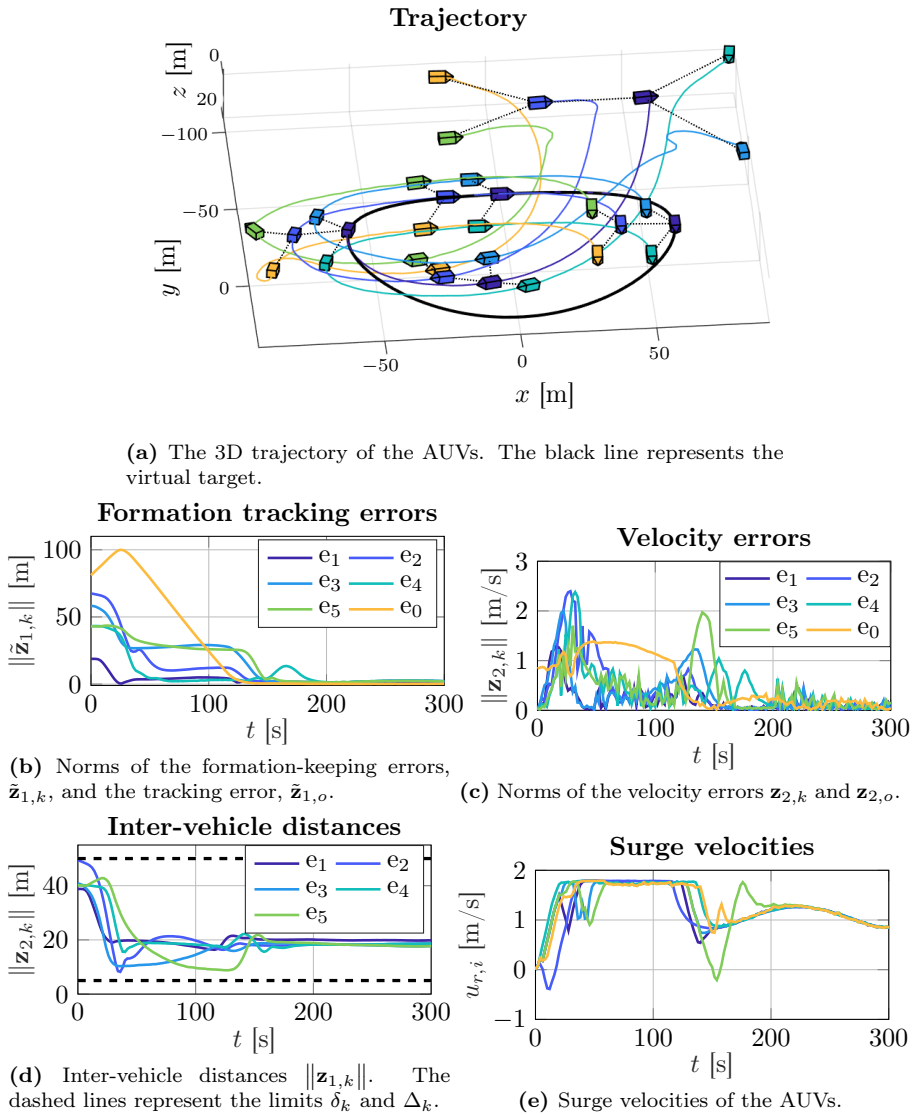 Trajectory
z [m]
0
20
−100
−50
0
y [m]
−50
0
50
x [m]
(a) The 3D trajectory of the AUVs. The black line represents the
virtual target.
Formation tracking errors
||z̃₁,ₖ|| [m]
100
50
0
e₁ e₂
e₃ e₄
e₅ e₀
0 100 200 300
t [s]
(b) Norms of the formation-keeping errors,
z̃₁,ₖ, and the tracking error, z̃₁,ₒ.
Velocity errors
||z₂,ₖ|| [m/s]
3
2
1
0
e₁ e₂
e₃ e₄
e₅ e₀
0 100 200 300
t [s]
(c) Norms of the velocity errors z₂,ₖ and z₂,ₒ.
Inter-vehicle distances
||z₂,ₖ|| [m]
40
20
0
e₁ e₂
e₃ e₄
e₅
0 100 200 300
t [s]
(d) Inter-vehicle distances ||z₁,ₖ||. The
dashed lines represent the limits δₖ and Δₖ.
Surge velocities
uᵣ,ᵢ [m/s]
2
1
0
−1
0 100 200 300
t [s]
(e) Surge velocities of the AUVs.